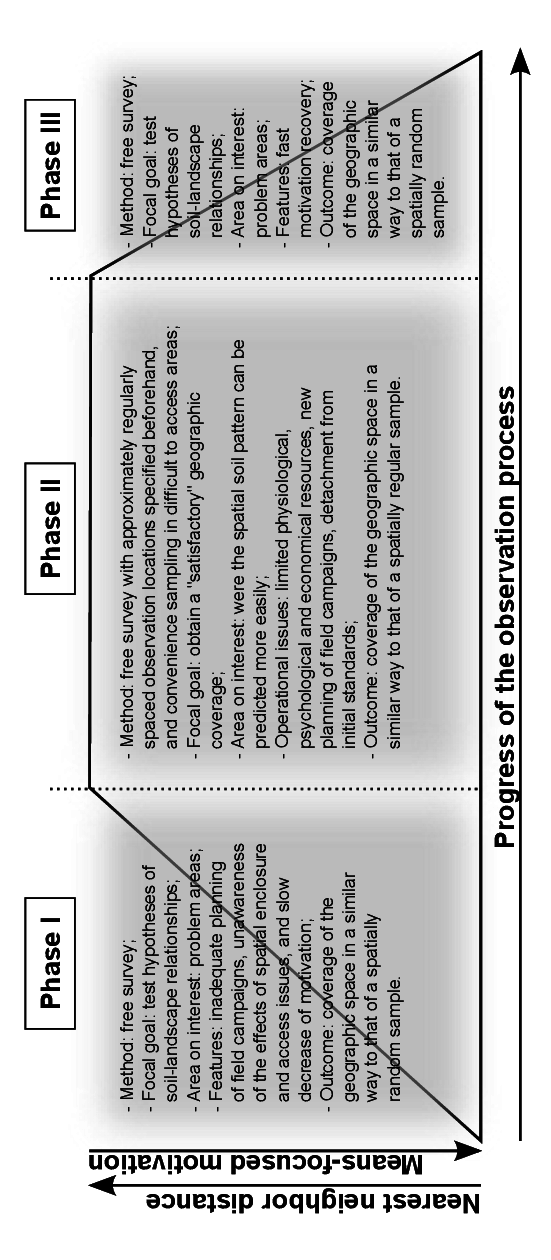 Phase I
Phase II
Phase III
- Method: free survey;
- Focal goal: test hypotheses of
soil-landscape relationships;
- Area on interest: problem areas;
- Features: inadequate planning
of field campaigns, unawareness
of the effects of spatial enclosure
and access issues, and slow
decrease of motivation;
- Outcome: coverage of the
geographic space in a similar
way to that of a spatially
random sample.
- Method: free survey with approximately regularly
spaced observation locations specified beforehand,
and convenience sampling in difficult to access areas;
- Focal goal: obtain a "satisfactory" geographic
coverage;
- Area on interest: were the spatial soil pattern can be
predicted more easily;
- Operational issues: limited physiological,
psychological and economical resources, new
planning of field campaigns, detachment from
initial standards;
- Outcome: coverage of the geographic space in a
similar way to that of a spatially regular sample.
- Method: free survey;
- Focal goal: test
hypotheses of
soil-landscape
relationships;
- Area on interest:
problem areas;
- Features: fast
motivation recovery;
- Outcome: coverage
of the geographic
space in a similar
way to that of a
spatially random
sample.
Nearest neighbor distance
Means-focused motivation
Progress of the observation process